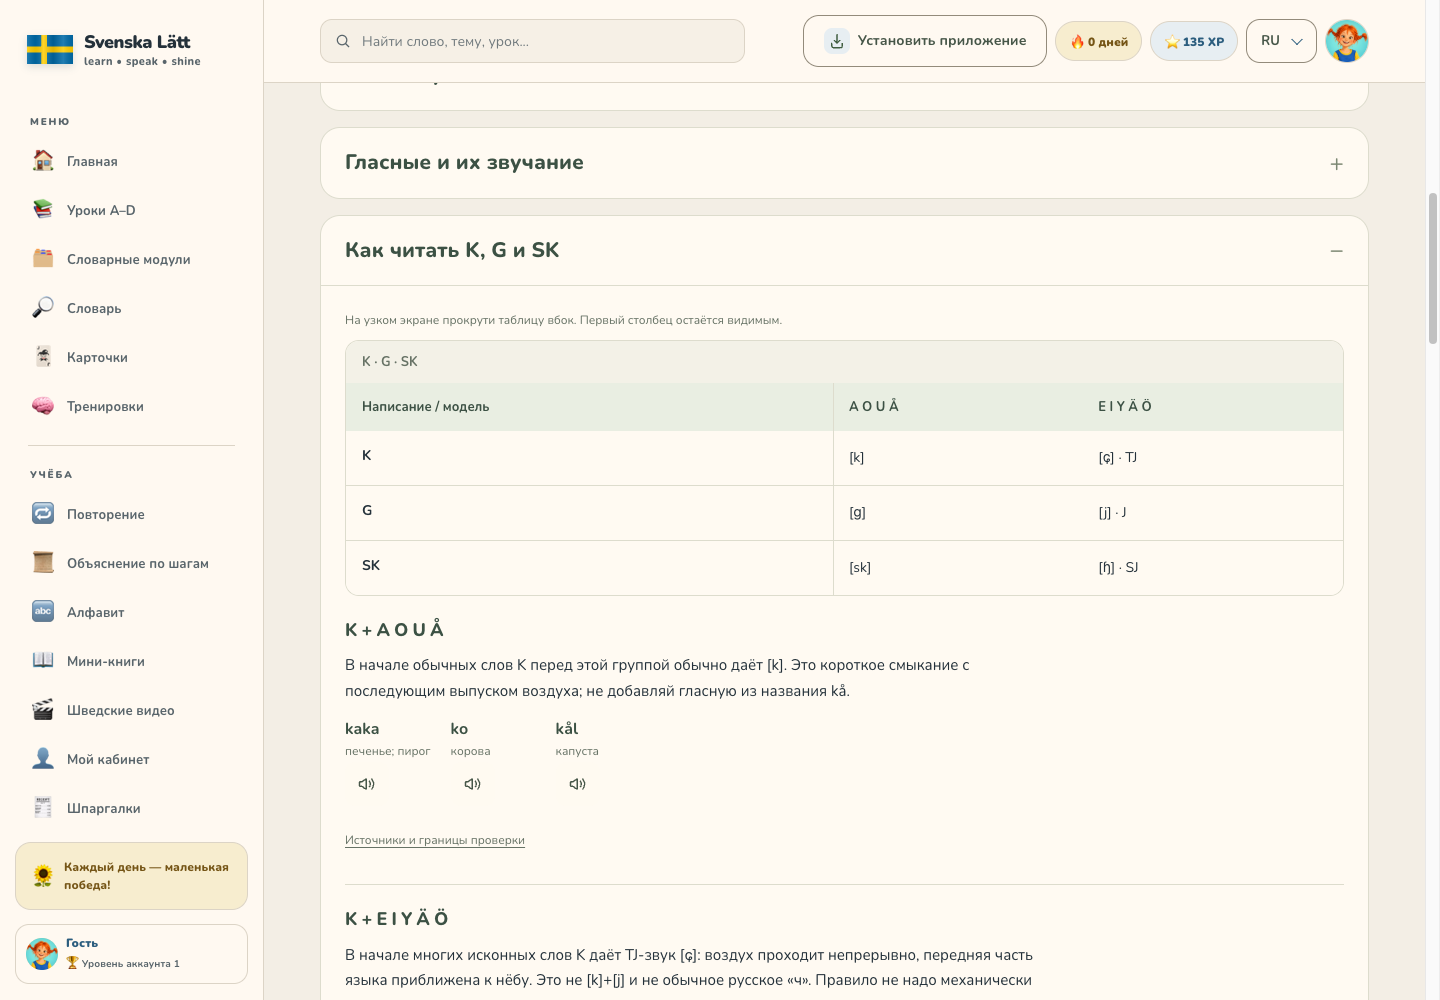 Svenska Lätt
learn • speak • shine
МЕНЮ
Главная
Уроки A–D
Словарные модули
Словарь
Карточки
Тренировки
УЧЁБА
Повторение
Объяснение по шагам
Алфавит
Мини-книги
Шведские видео
Мой кабинет
Шпаргалки
Каждый день — маленькая
победа!
Гость
Уровень аккаунта 1
Найти слово, тему, урок...
Установить приложение
0 дней
135 XP
RU
Гласные и их звучание
Как читать K, G и SK
На узком экране прокрути таблицу вбок. Первый столбец остаётся видимым.
K · G · SK
Написание / модель A O U Å E I Y Ä Ö
K [k] [ɕ] · TJ
G [g] [j] · J
SK [sk] [ɧ] · SJ
K + A O U Å
В начале обычных слов K перед этой группой обычно даёт [k]. Это короткое смыкание с
последующим выпуском воздуха; не добавляй гласную из названия kå.
kaka ko kål
печенье; пирог корова капуста
Источники и границы проверки
K + E I Y Ä Ö
В начале многих исконных слов K даёт TJ-звук [ɕ]: воздух проходит непрерывно, передняя часть
языка приближена к нёбу. Это не [k]+[j] и не обычное русское «ч». Правило не надо механически